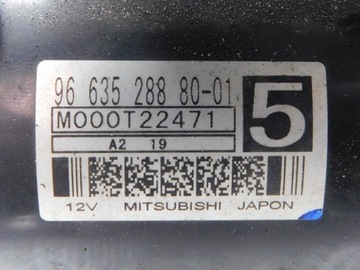 96 635 288 80-01
5
M000T22471
A2 19
12V MITSUBISHI JAPON